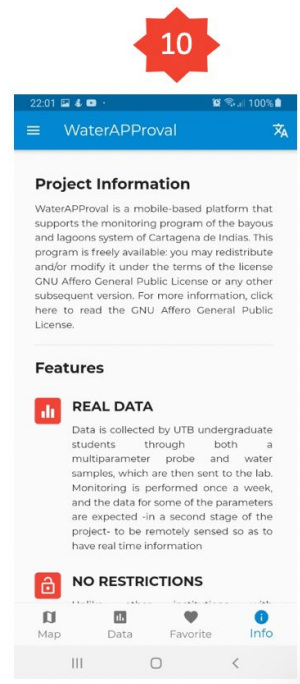 10
22:01
100%
WaterAPProval
Project Information
WaterAPProval is a mobile-based platform that
supports the monitoring program of the bayous
and lagoons system of Cartagena de Indias. This
program is freely available: you may redistribute
and/or modify it under the terms of the license
GNU Affero General Public License or any other
subsequent version. For more information, click
here to read the GNU Affero General Public
License.
Features
REAL DATA
Data is collected by UTB undergraduate
students through both a
multiparameter probe and water
samples, which are then sent to the lab.
Monitoring is performed once a week,
and the data for some of the parameters
are expected -in a second stage of the
project- to be remotely sensed so as to
have real time information
NO RESTRICTIONS
Unlike other institutions with
Map Data Favorite Info